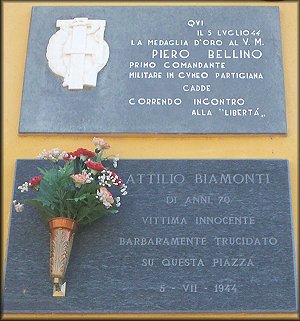 QVI
IL 5 LVGLIO 44
LA MEDAGLIA D'ORO AL V. M.
PIERO BELLINO
PRIMO COMANDANTE
MILITARE IN CVNEO PARTIGIANA
CADDE
CORRENDO INCONTRO
ALLA "LIBERTÁ"
ATTILIO BIAMONTI
DI ANNI 70
VITTIMA INNOCENTE
BARBARAMENTE TRUCIDATO
SU QUESTA PIAZZA
5 - VII - 1944